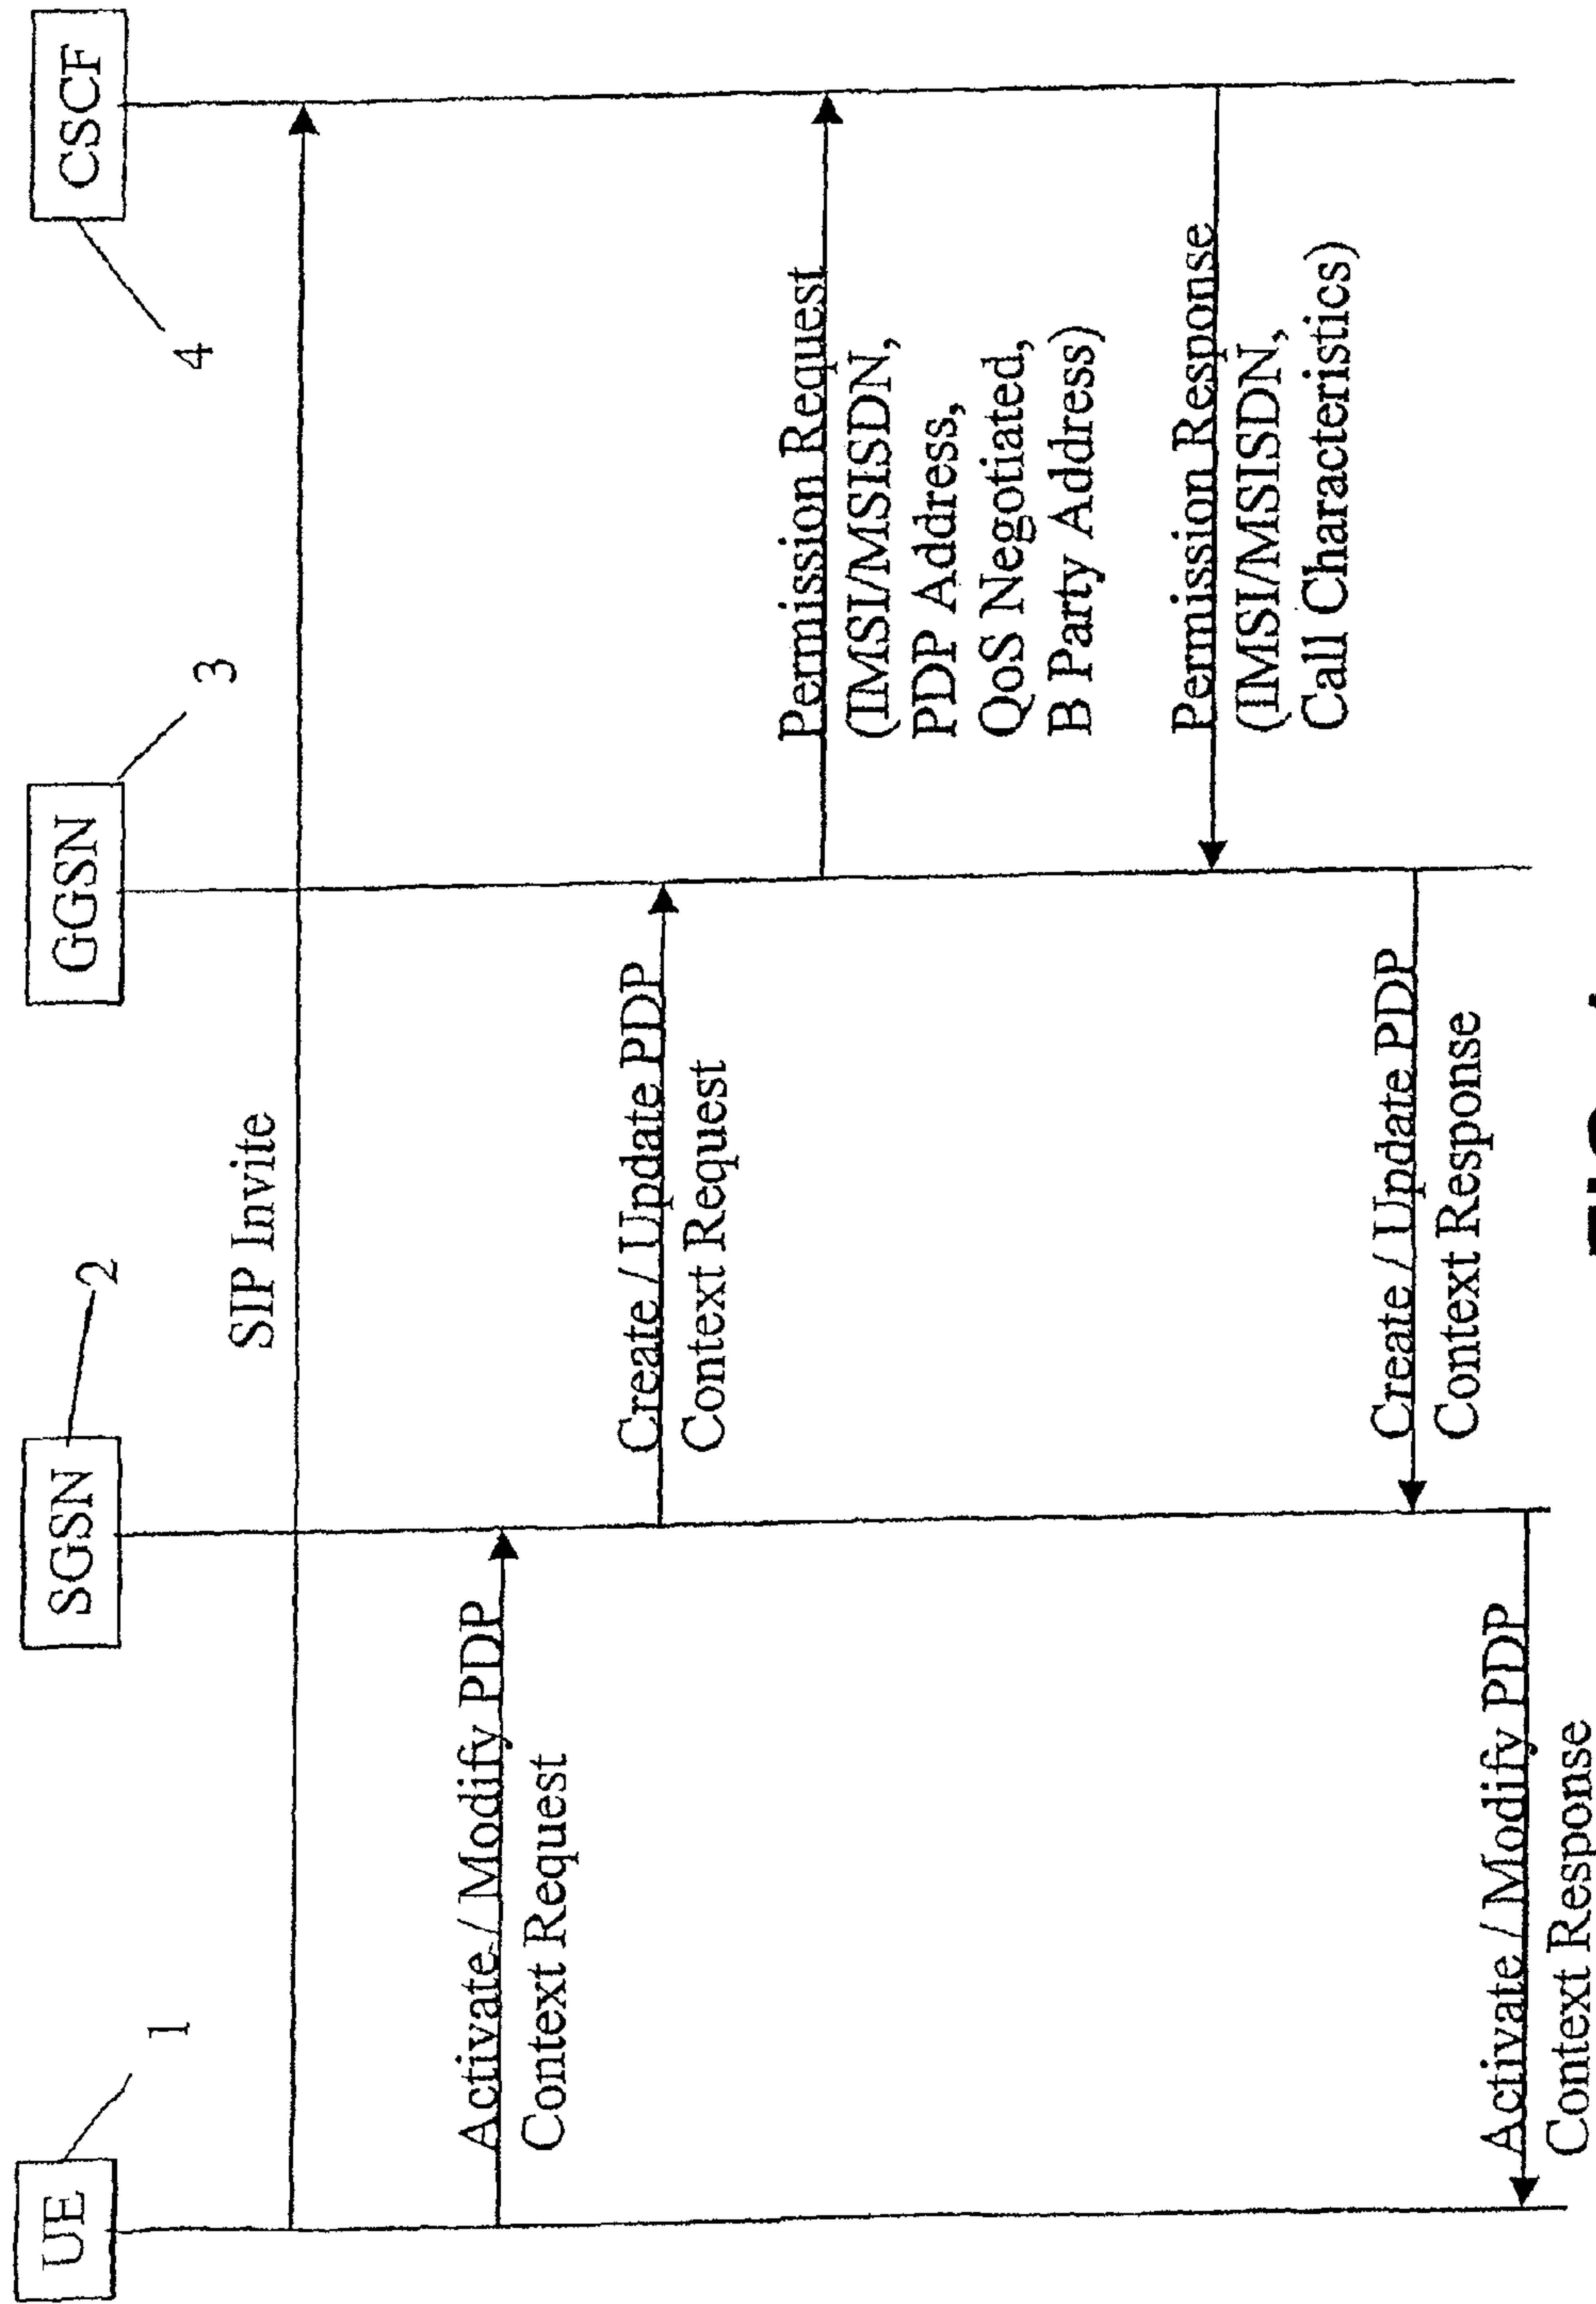 UE
SGSN
GGSN
CSCF
1
2
3
4
SIP Invite
Activate / Modify PDP
Context Request
Create / Update PDP
Context Request
Permission Request
(IMSI/MSISDN,
PDP Address,
QoS Negotiated,
B Party Address)
Permission Response
(IMSI/MSISDN,
Call Characteristics)
Create / Update PDP
Context Response
Activate / Modify PDP
Context Response